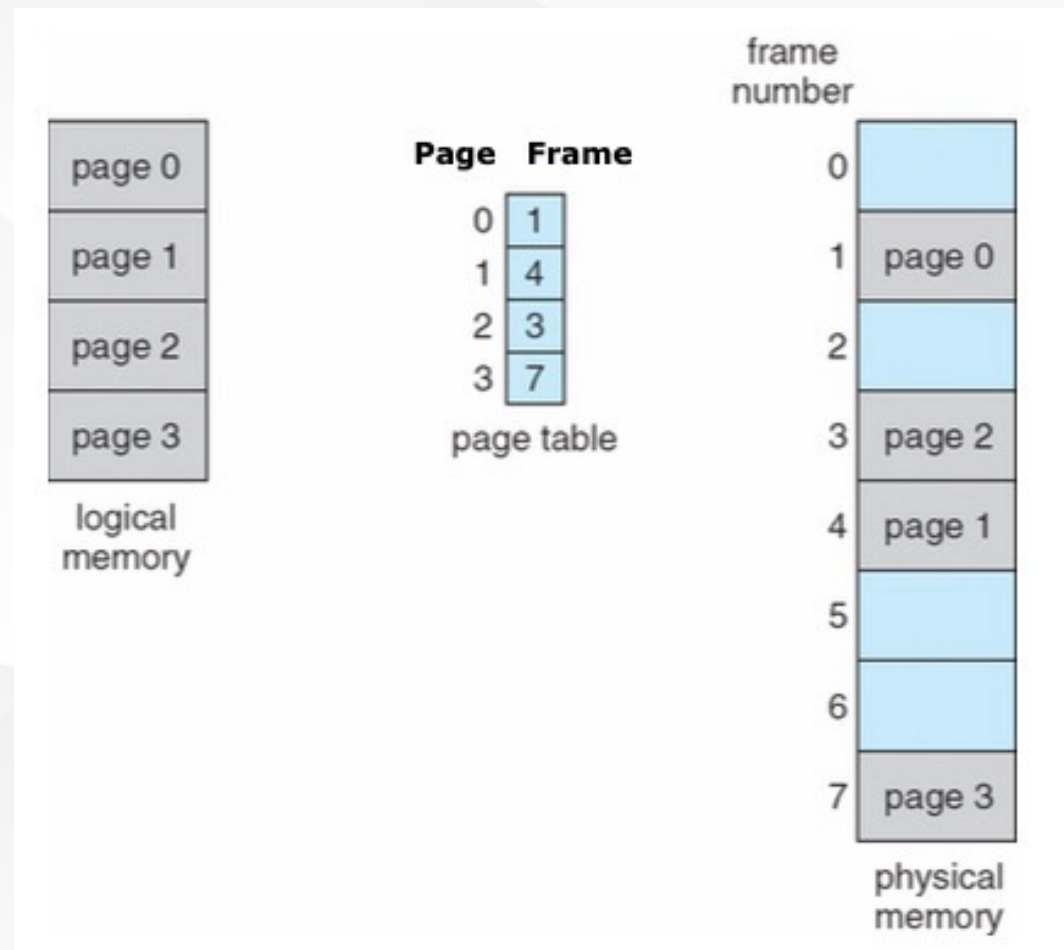 page 0
page 1
page 2
page 3
logical
memory
Page Frame
0 1
1 4
2 3
3 7
page table
frame
number
0
1 page 0
2
3 page 2
4 page 1
5
6
7 page 3
physical
memory